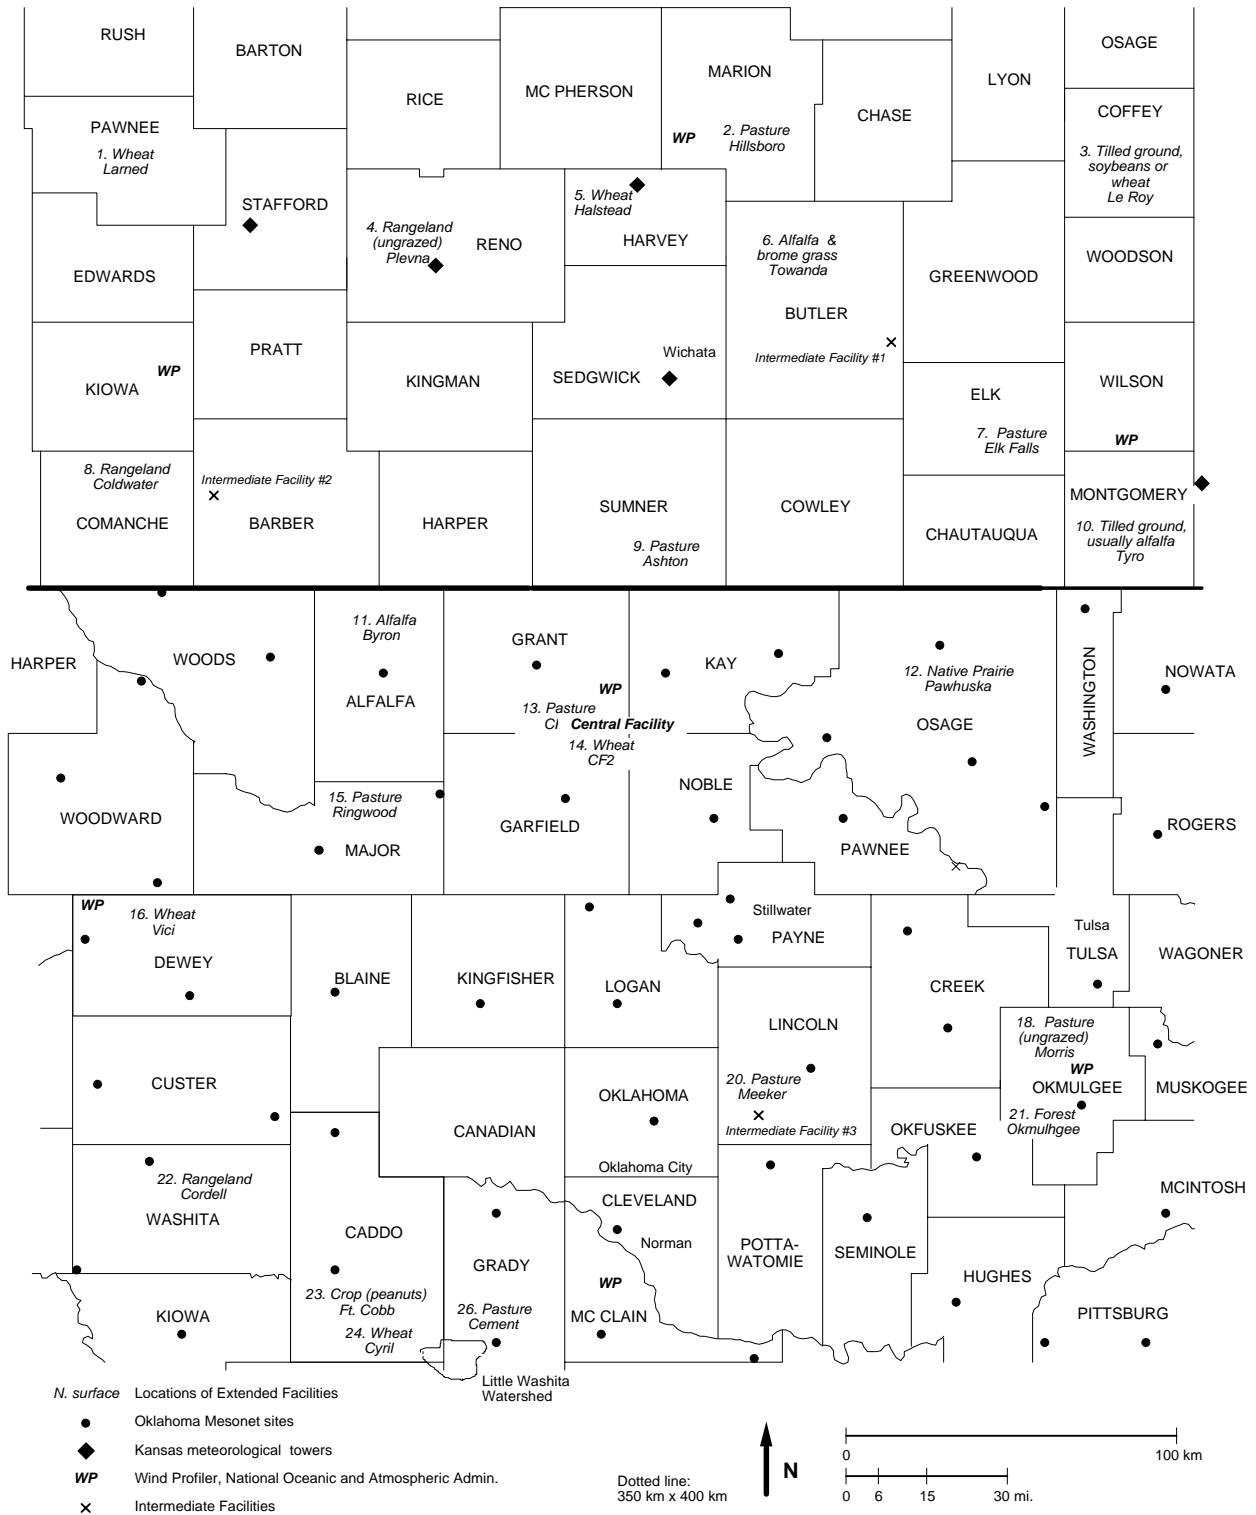 RUSH
BARTON
OSAGE
MARION
LYON
MC PHERSON
RICE
CHASE
COFFEY
PAWNEE
1. Wheat
Larned
WP
2. Pasture
Hillsboro
3. Tilled ground,
soybeans or
wheat
Le Roy
STAFFORD
5. Wheat
Halstead
HARVEY
4. Rangeland
(ungrazed)
Plevna
RENO
6. Alfalfa &
brome grass
Towanda
BUTLER
WOODSON
EDWARDS
GREENWOOD
PRATT
Wichata
Intermediate Facility #1
WP
KIOWA
KINGMAN
SEDGWICK
WILSON
ELK
7. Pasture
Elk Falls
WP
8. Rangeland
Coldwater
Intermediate Facility #2
COMANCHE
BARBER
HARPER
SUMNER
9. Pasture
Ashton
COWLEY
CHAUTAUQUA
MONTGOMERY
10. Tilled ground,
usually alfalfa
Tyro
11. Alfalfa
Byron
HARPER
WOODS
GRANT
KAY
12. Native Prairie
Pawhuska
WASHINGTON
NOWATA
ALFALFA
WP
13. Pasture
CI Central Facility
14. Wheat
CF2
OSAGE
NOBLE
15. Pasture
Ringwood
WOODWARD
GARFIELD
ROGERS
MAJOR
PAWNEE
WP
16. Wheat
Vici
Stillwater
PAYNE
Tulsa
TULSA
WAGONER
DEWEY
BLAINE
KINGFISHER
LOGAN
CREEK
LINCOLN
18. Pasture
(ungrazed)
Morris
WP
CUSTER
OKLAHOMA
20. Pasture
Meeker
OKMULGEE
MUSKOGEE
21. Forest
Okmulhgee
CANADIAN
Intermediate Facility #3
OKFUSKEE
Oklahoma City
22. Rangeland
Cordell
CLEVELAND
MCINTOSH
WASHITA
CADDO
Norman
POTTA-
WATOMIE
SEMINOLE
GRADY
HUGHES
WP
23. Crop (peanuts)
Ft. Cobb
KIOWA
26. Pasture
Cement
MC CLAIN
PITTSBURG
24. Wheat
Cyril
Little Washita
Watershed
N. surface Locations of Extended Facilities
Oklahoma Mesonet sites
Kansas meteorological towers
WP Wind Profiler, National Oceanic and Atmospheric Admin.
Intermediate Facilities
Dotted line:
350 km x 400 km
N
0 100 km
0 6 15 30 mi.